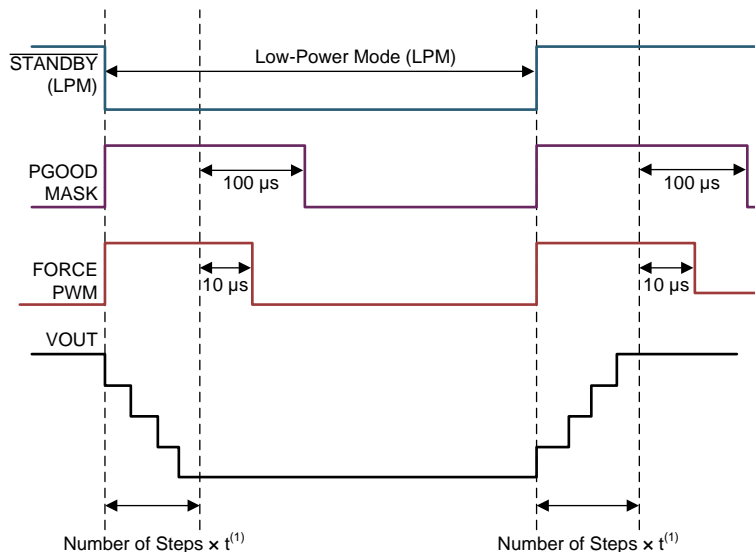 STANDBY
(LPM)
Low-Power Mode (LPM)
PGOOD
MASK
100 µs
100 µs
FORCE
PWM
10 µs
10 µs
VOUT
Number of Steps × t(1)
Number of Steps × t(1)